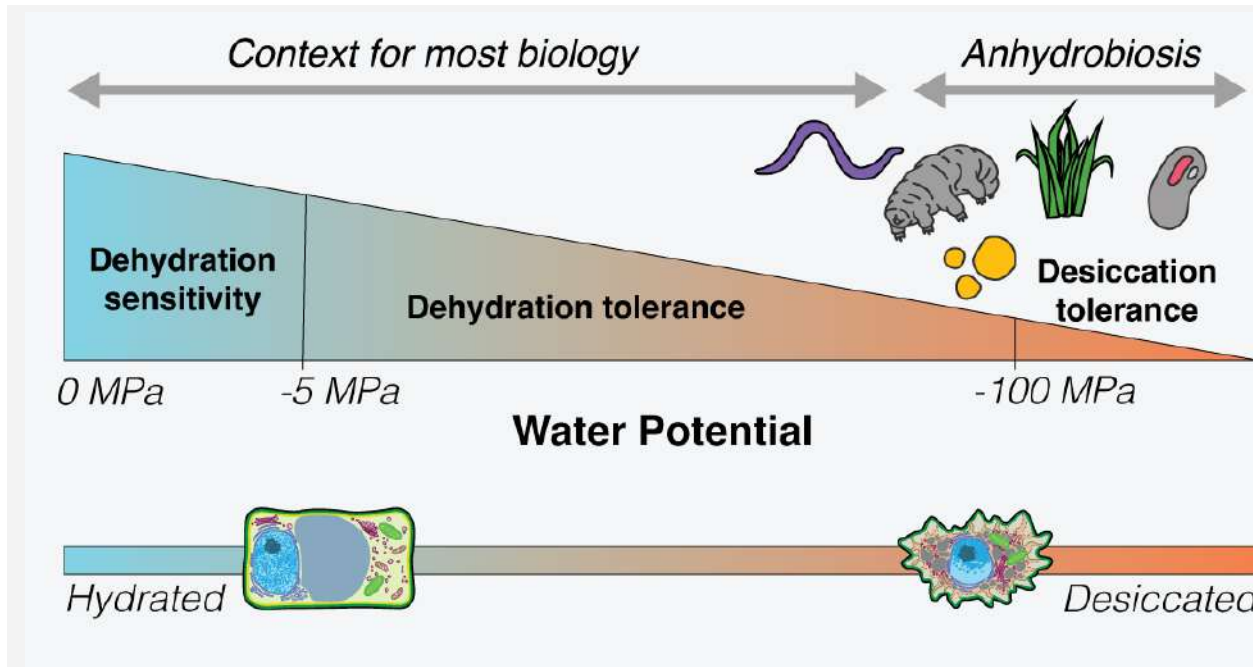 Context for most biology
Anhydrobiosis
Dehydration
sensitivity
Dehydration tolerance
Desiccation
tolerance
0 MPa
-5 MPa
-100 MPa
Water Potential
Hydrated
Desiccated